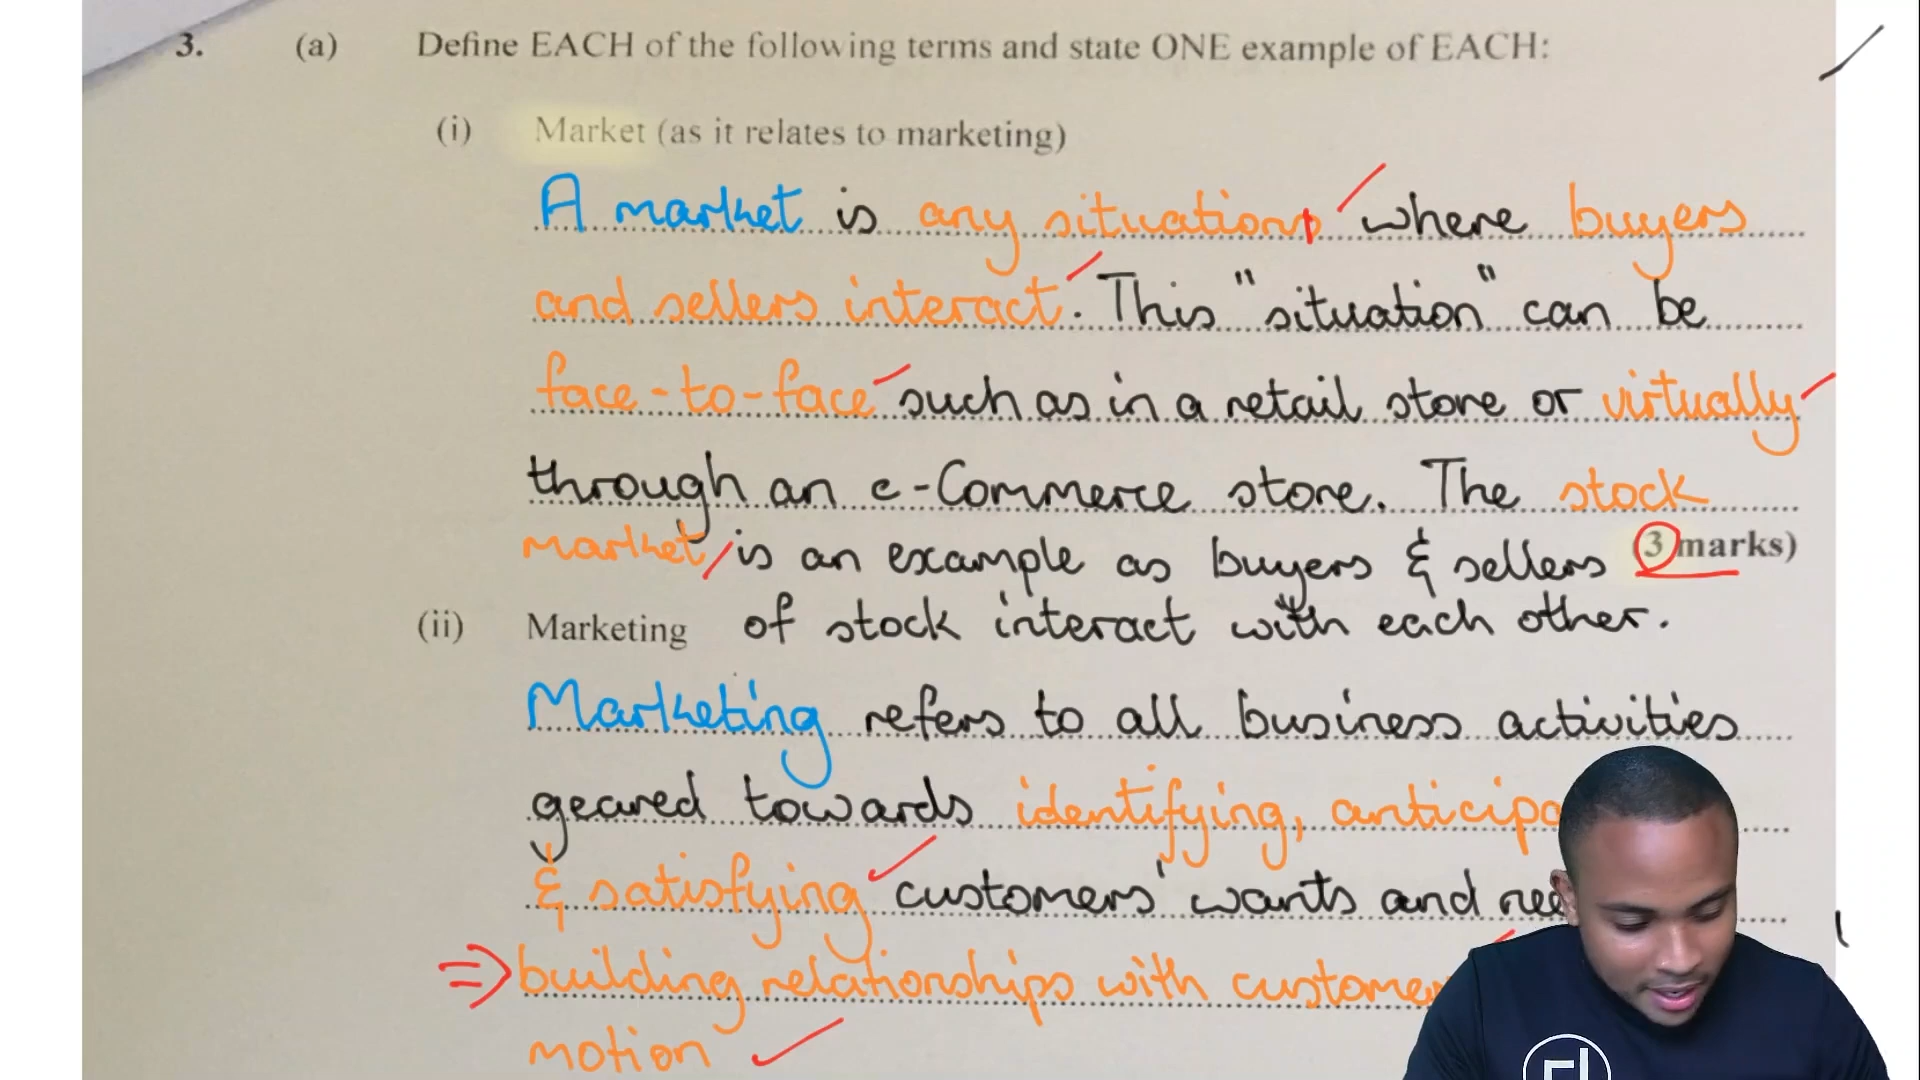 3. (a) Define EACH of the following terms and state ONE example of EACH:
(i) Market (as it relates to marketing)
A market is any situation where buyers
and sellers interact. This "situation" can be
face-to-face such as in a retail store or virtually
through an e-Commerce store. The stock
market is an example as buyers & sellers (3 marks)
of stock interact with each other.
(ii) Marketing
Marketing refers to all business activities
geared towards identifying,
& satisfying customers' wants and
⇒ building relationships with
motion